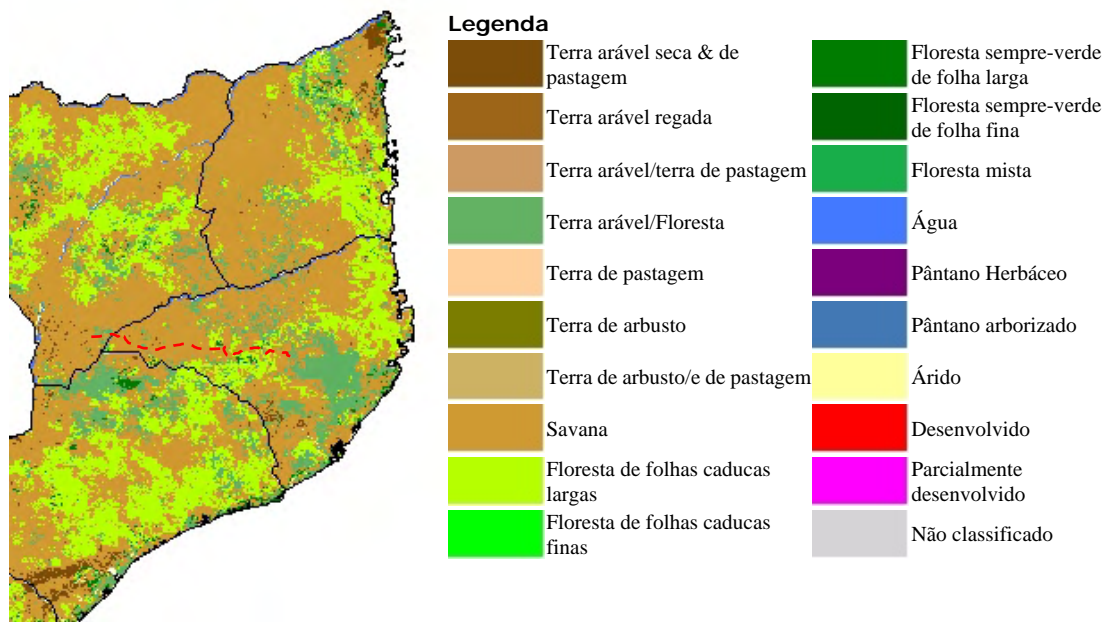 Legenda
Terra arável seca & de
pastagem
Terra arável regada
Terra arável/terra de pastagem
Terra arável/Floresta
Terra de pastagem
Terra de arbusto
Terra de arbusto/e de pastagem
Savana
Floresta de folhas caducas
largas
Floresta de folhas caducas
finas
Floresta sempre-verde
de folha larga
Floresta sempre-verde
de folha fina
Floresta mista
Água
Pântano Herbáceo
Pântano arborizado
Árido
Desenvolvido
Parcialmente
desenvolvido
Não classificado